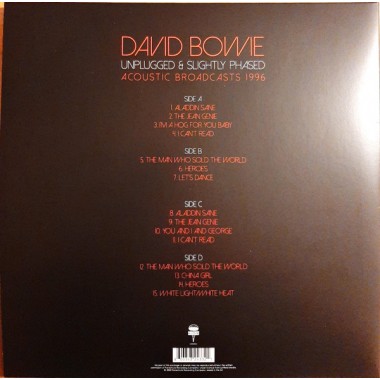 DAVID BOWIE
UNPLUGGED & SLIGHTLY PHASED
ACOUSTIC BROADCASTS 1996
SIDE A
1. ALADDIN SANE
2. THE JEAN GENIE
3. I'M A HOG FOR YOU BABY
4. I CAN'T READ
SIDE B
5. THE MAN WHO SOLD THE WORLD
6. HEROES
7. LET'S DANCE
SIDE C
8. ALADDIN SANE
9. THE JEAN GENIE
10. YOU AND I AND GEORGE
11. I CAN'T READ
SIDE D
12. THE MAN WHO SOLD THE WORLD
13. CHINA GIRL
14. HEROES
15. WHITE LIGHT/WHITE HEAT